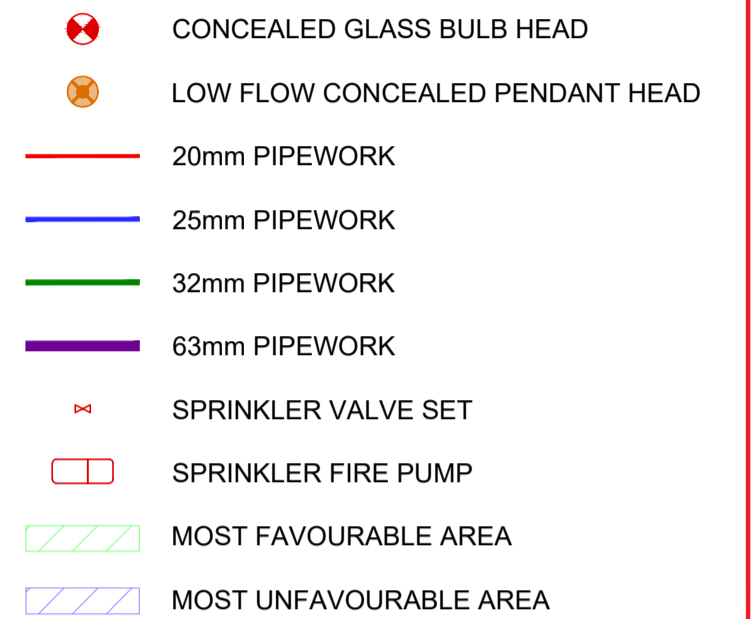 CONCEALED GLASS BULB HEAD
LOW FLOW CONCEALED PENDANT HEAD
20mm PIPEWORK
25mm PIPEWORK
32mm PIPEWORK
63mm PIPEWORK
SPRINKLER VALVE SET
SPRINKLER FIRE PUMP
MOST FAVOURABLE AREA
MOST UNFAVOURABLE AREA